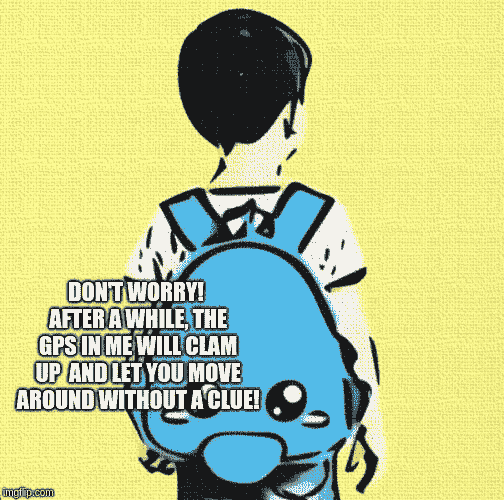 DON'T WORRY!
AFTER A WHILE, THE
GPS IN ME WILL CLAM
UP AND LET YOU MOVE
AROUND WITHOUT A CLUE!
imgflip.com